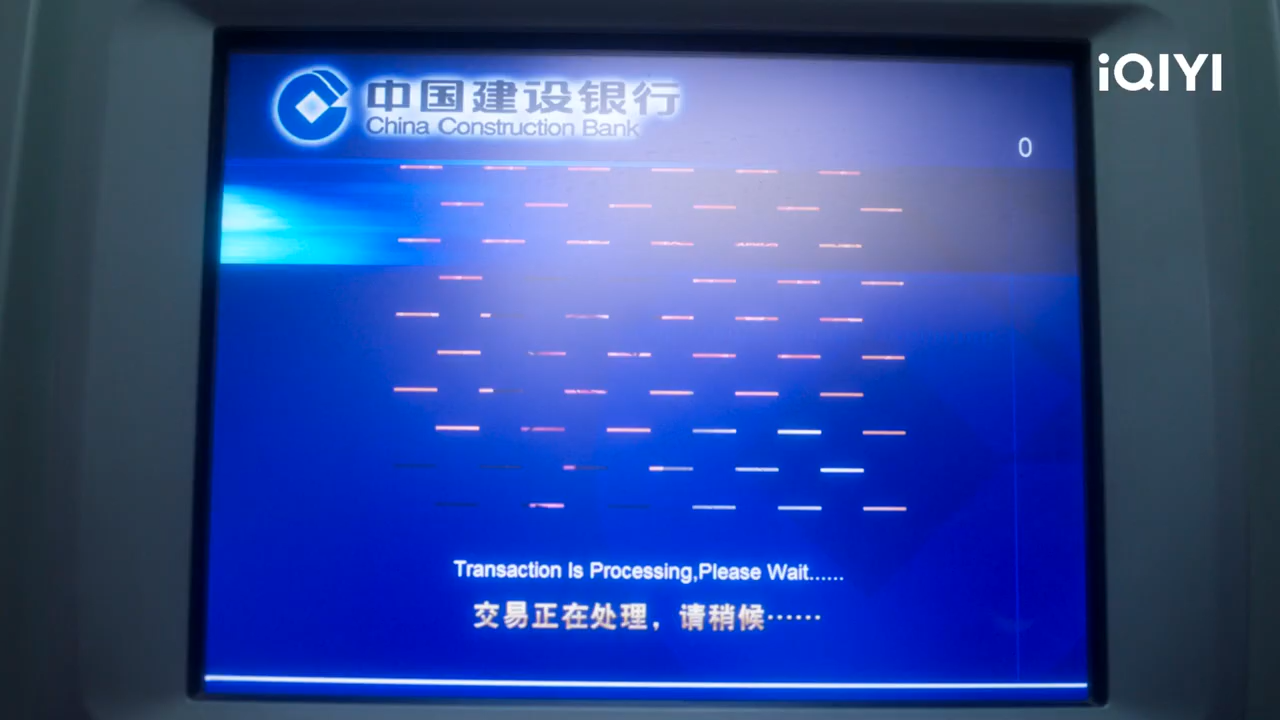 iQIYI
中国建设银行
China Construction Bank
0
Transaction Is Processing,Please Wait......
交易正在处理，请稍候……